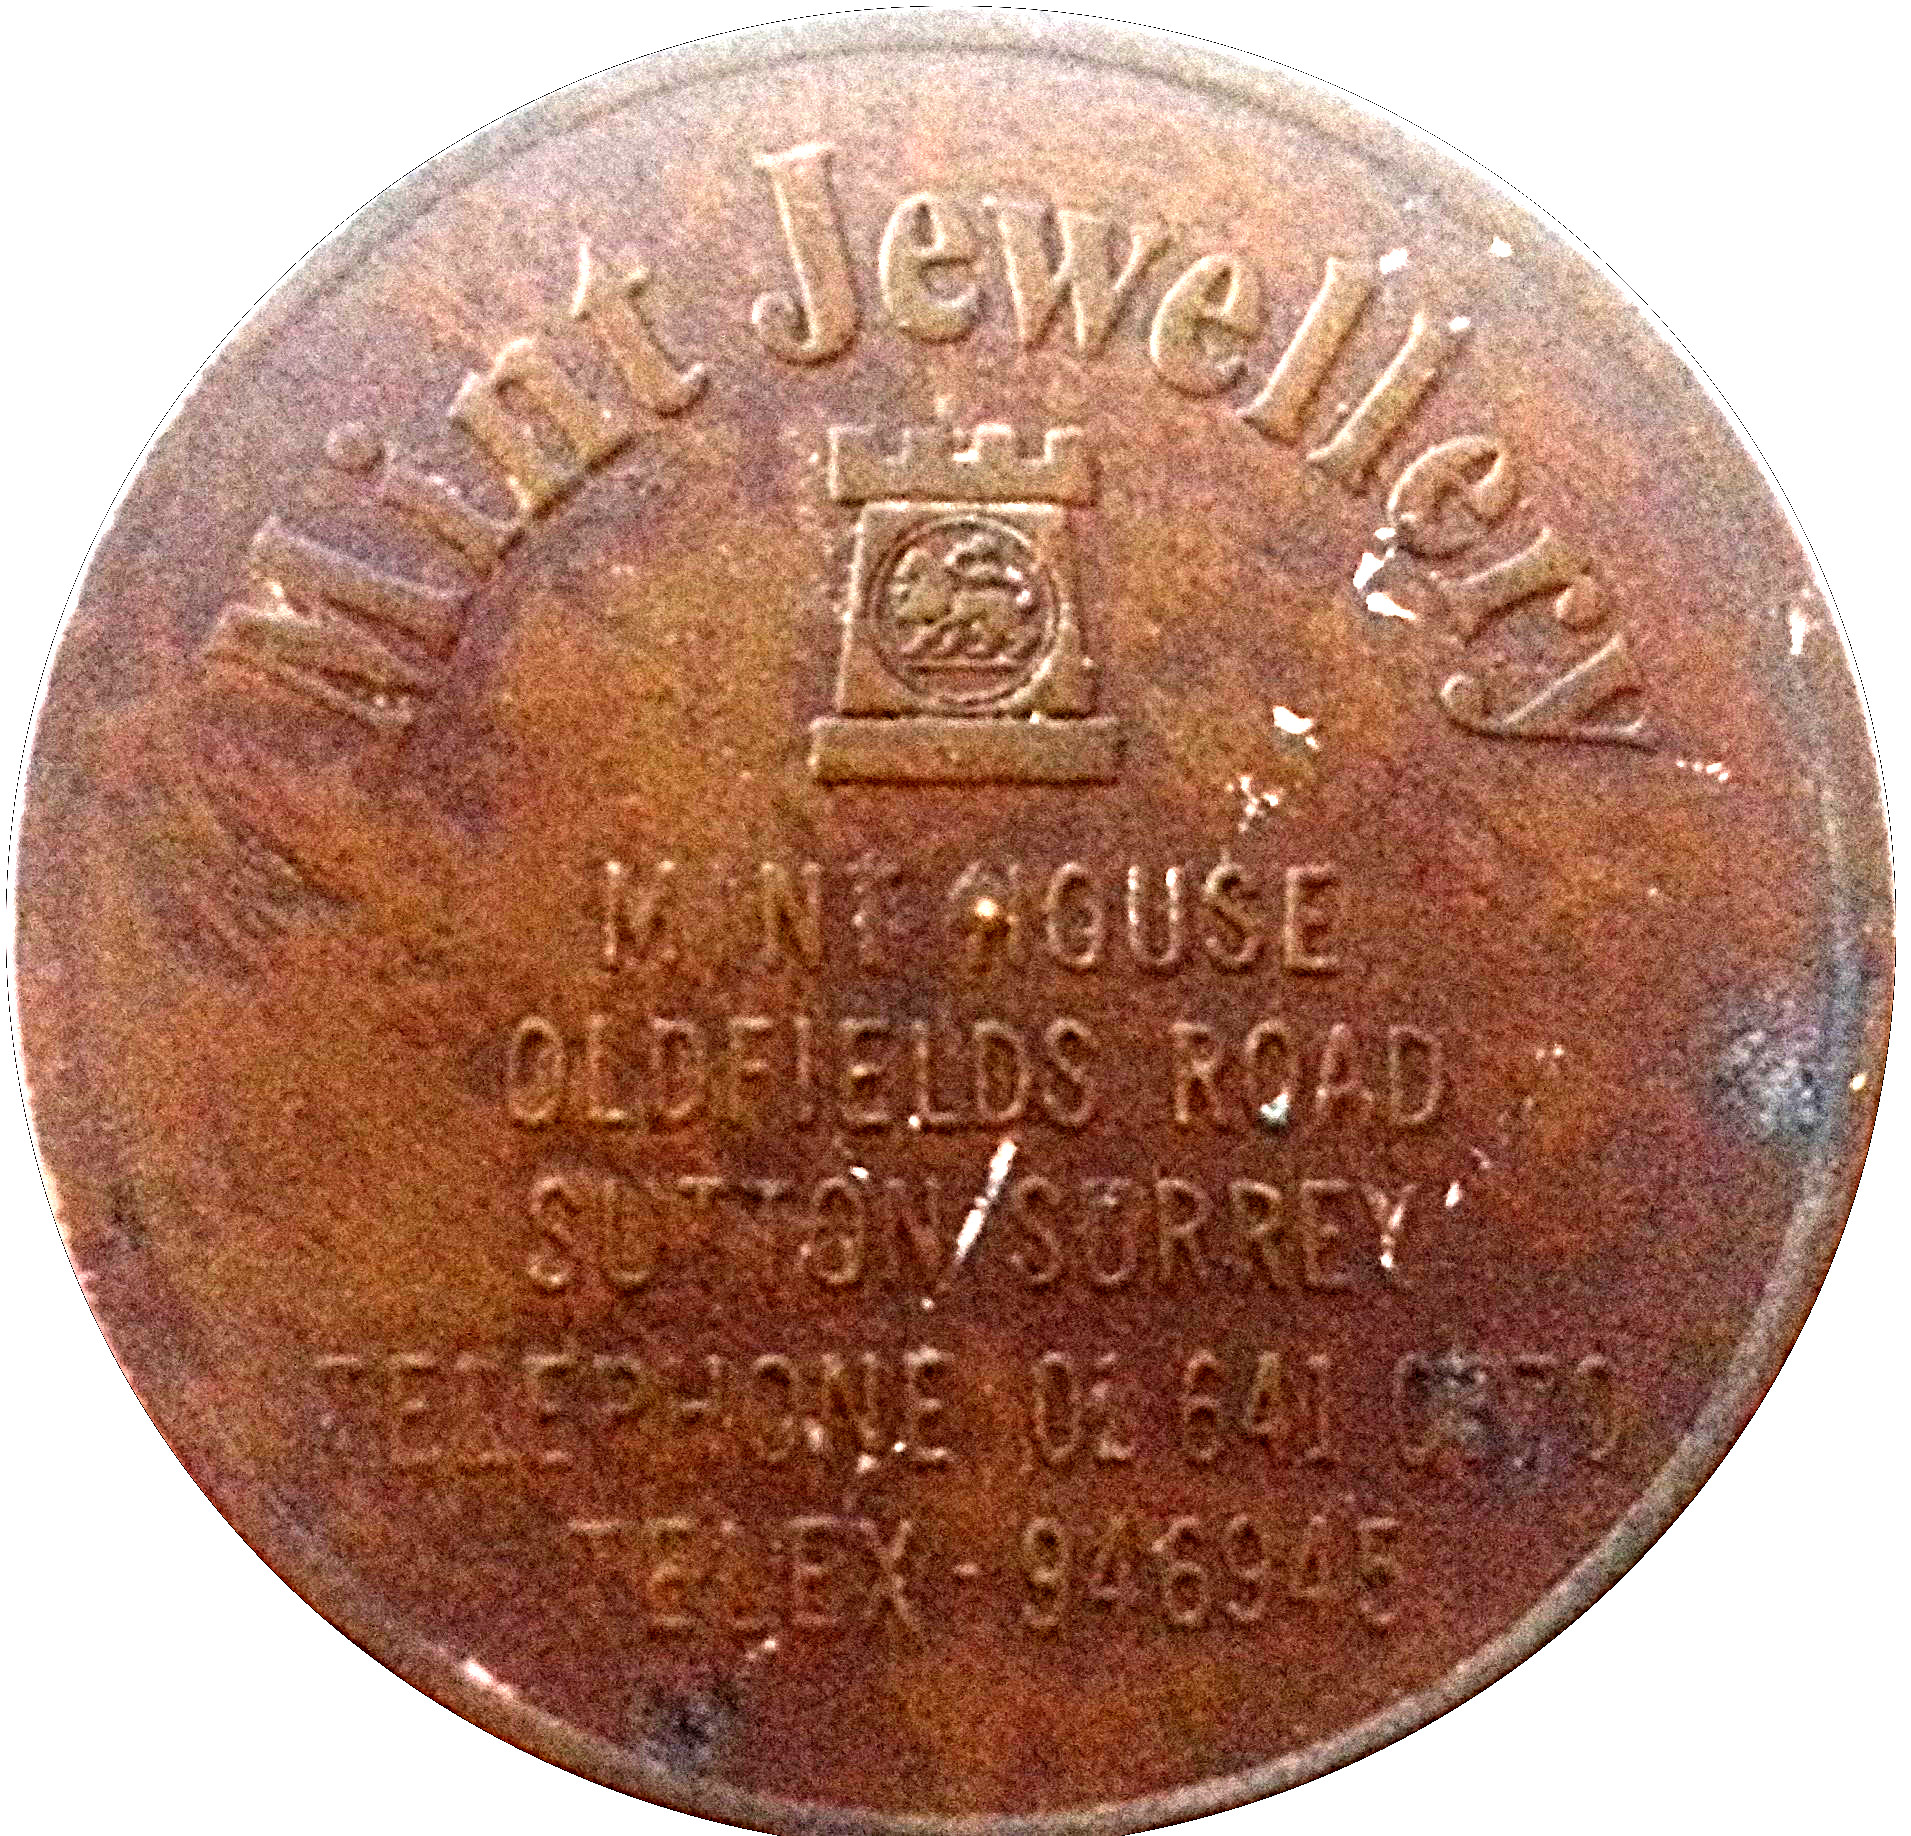 Mint Jewellery
MINT HOUSE
OLDFIELDS ROAD
SUTTON SURREY
TELEPHONE 01 641
TELEX - 946945